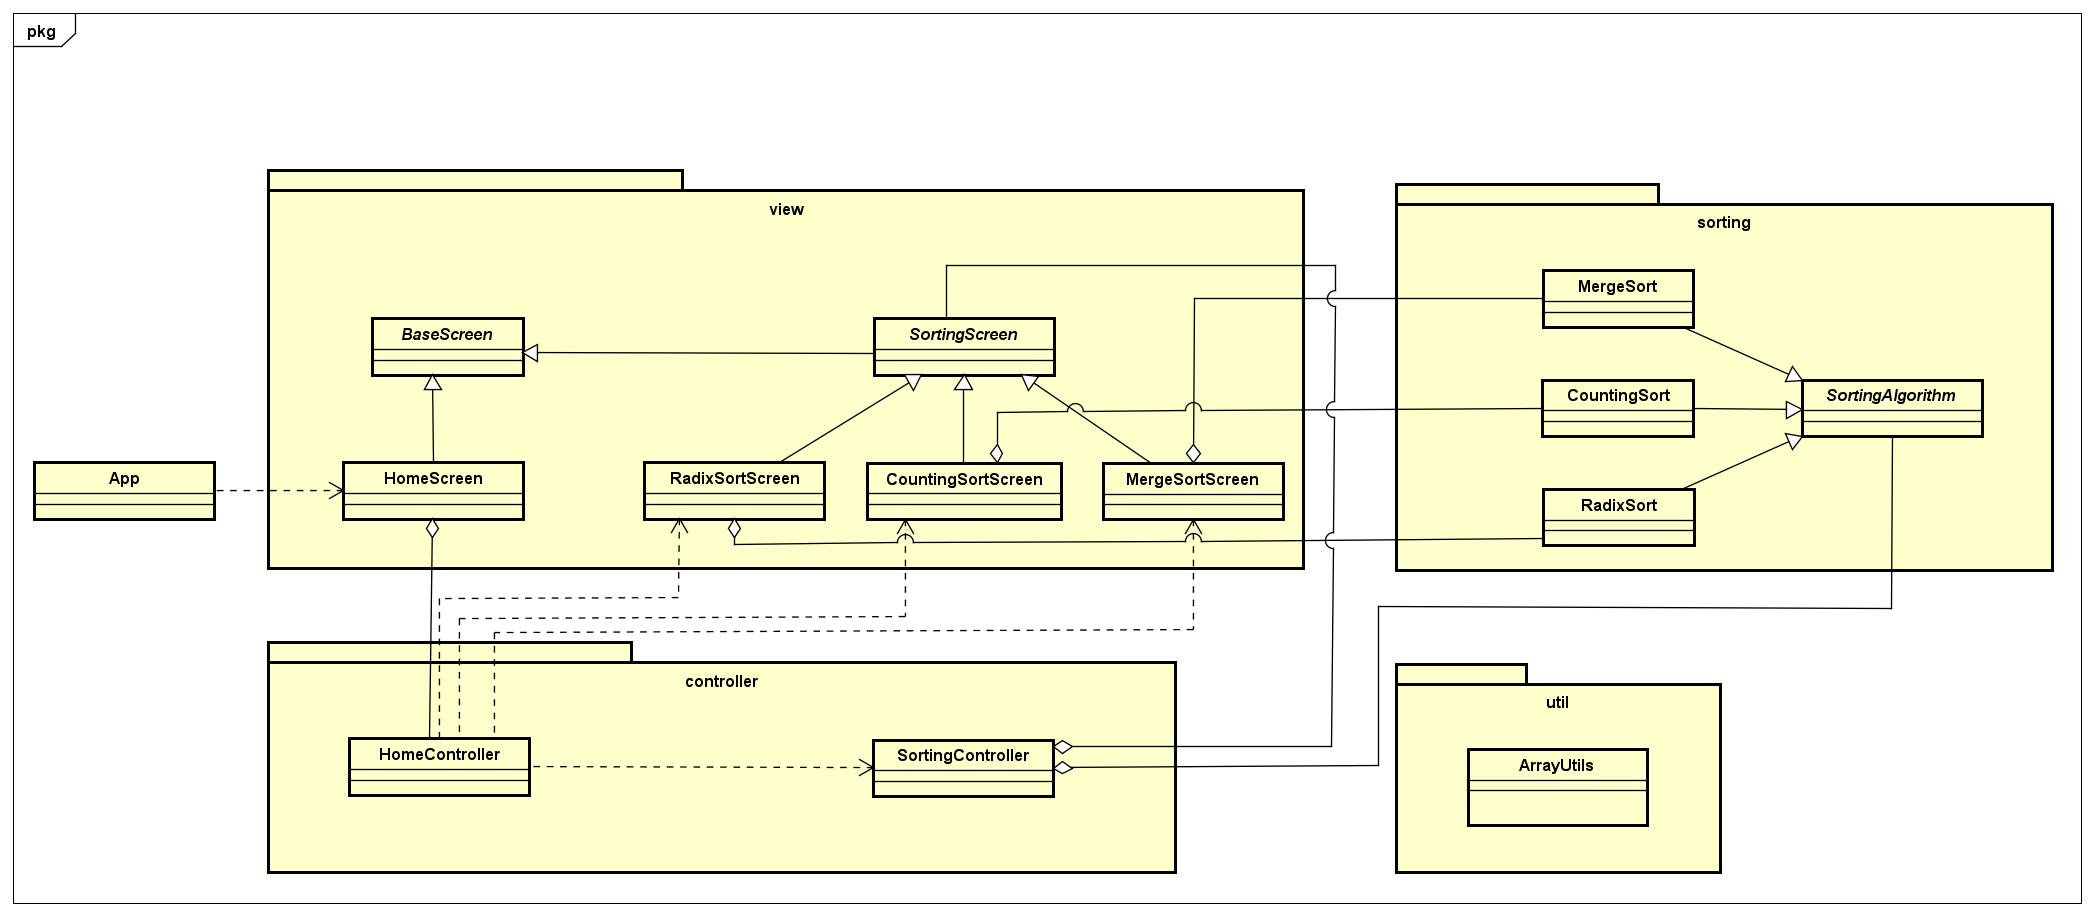 pkg
view
sorting
MergeSort
BaseScreen
SortingScreen
CountingSort
SortingAlgorithm
App
HomeScreen
RadixSortScreen
CountingSortScreen
MergeSortScreen
RadixSort
controller
util
HomeController
SortingController
ArrayUtils